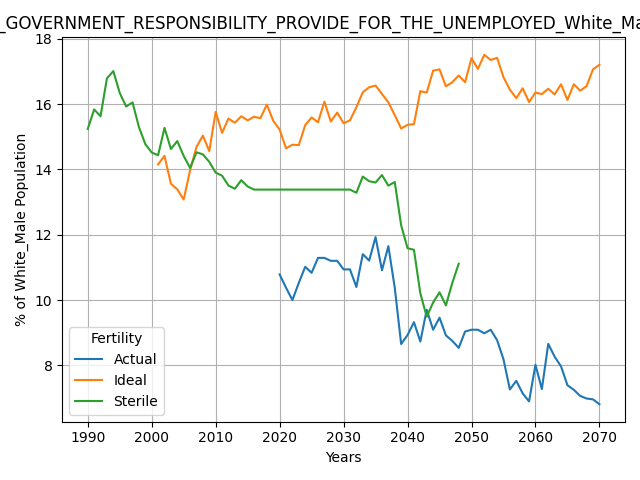 _GOVERNMENT_RESPONSIBILITY_PROVIDE_FOR_THE_UNEMPLOYED_White_Ma
18
16
14
12
10
8
% of White_Male Population
Fertility
Actual
Ideal
Sterile
1990 2000 2010 2020 2030 2040 2050 2060 2070
Years